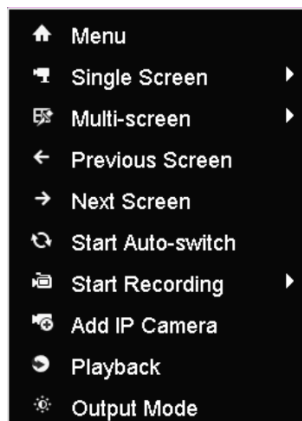 Menu
Single Screen
Multi-screen
Previous Screen
Next Screen
Start Auto-switch
Start Recording
Add IP Camera
Playback
Output Mode